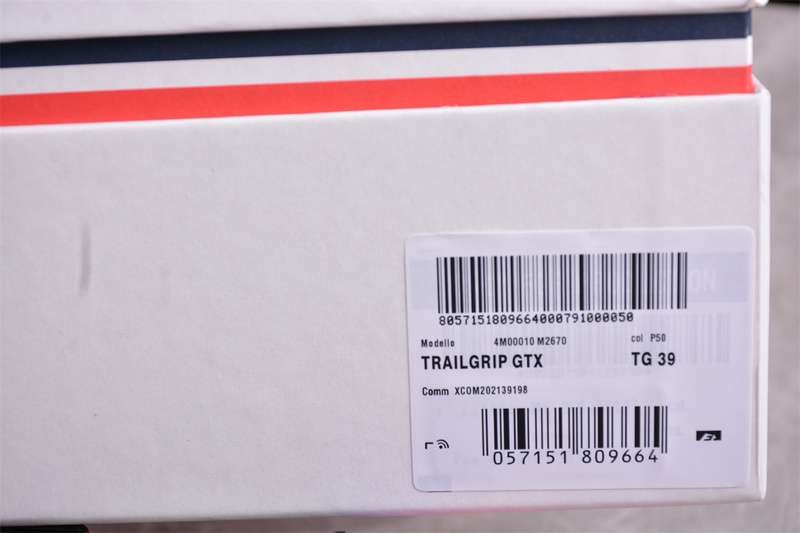 8057151809664000791000050
Modello 4M00010 M2670 col P50
TRAILGRIP GTX TG 39
Comm XCOM202139198
057151 809664